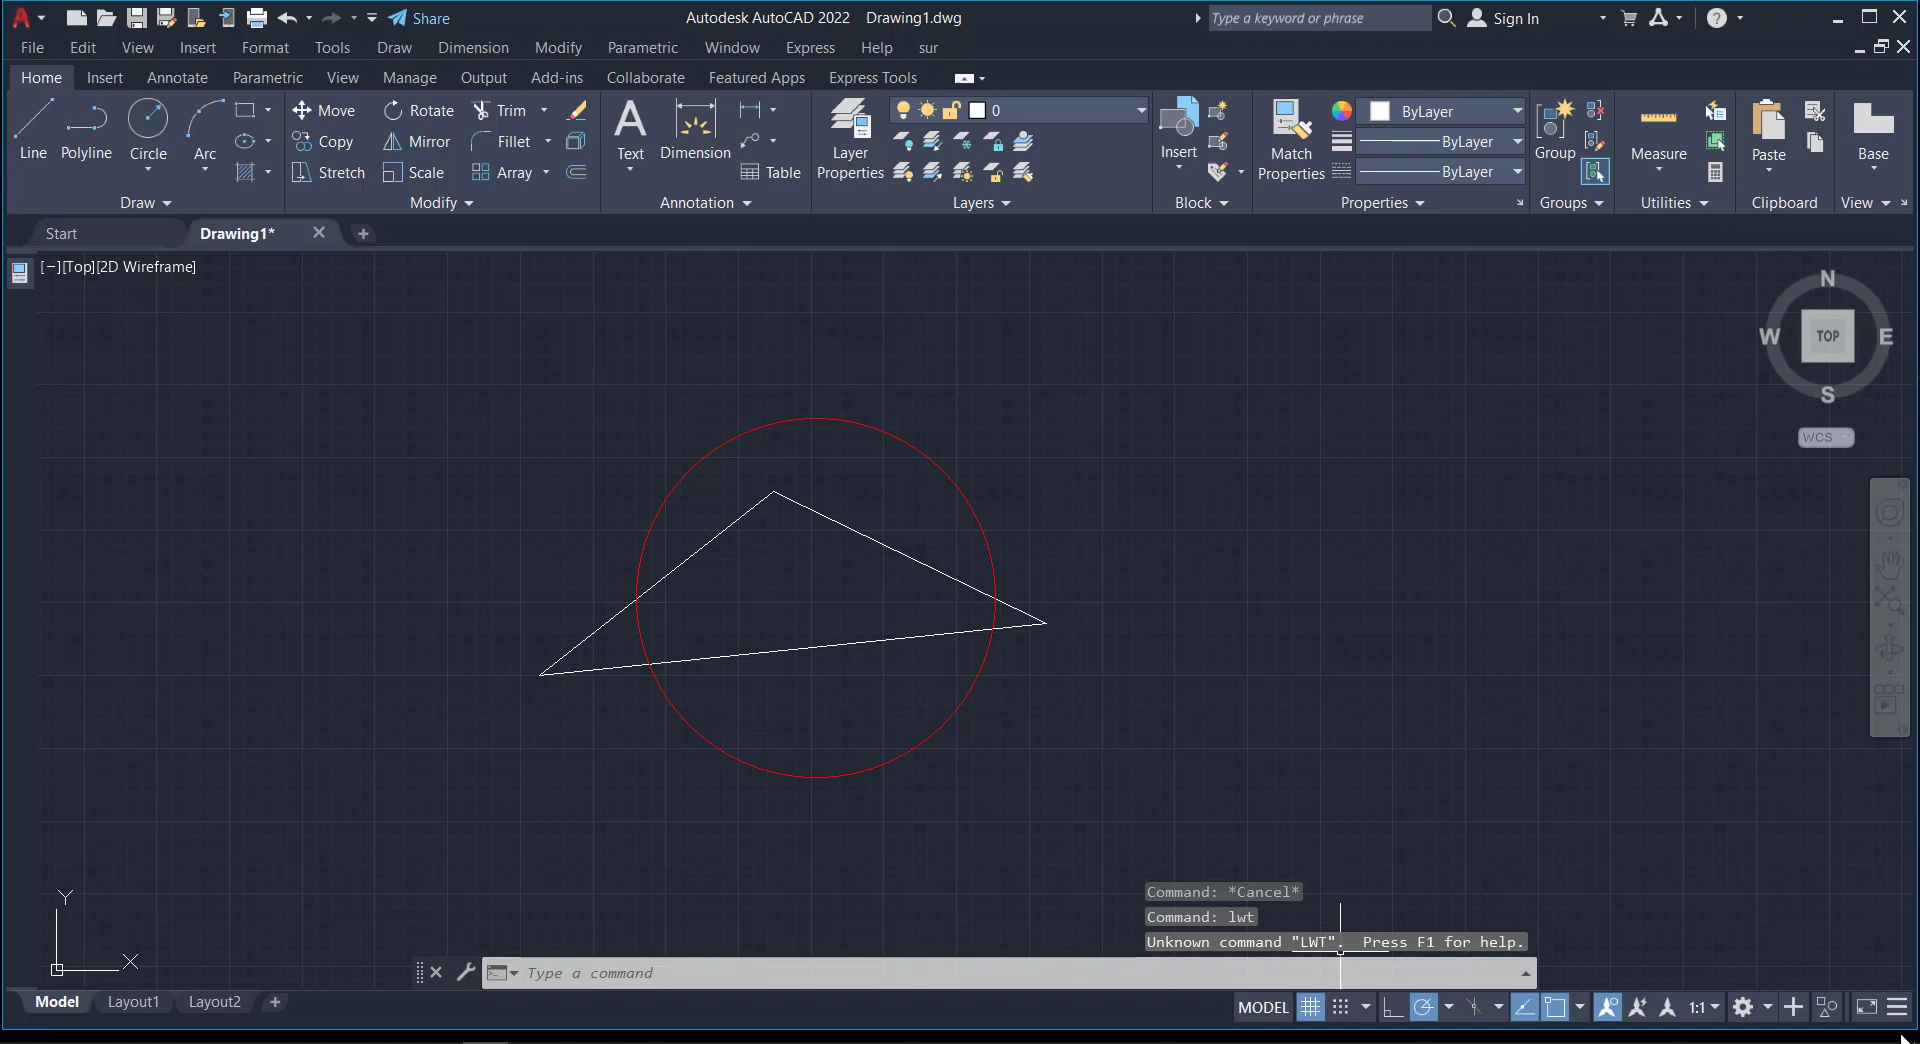 Share
Autodesk AutoCAD 2022 Drawing1.dwg
Type a keyword or phrase
Sign In
File Edit View Insert Format Tools Draw Dimension Modify Parametric Window Express Help sur
Home Insert Annotate Parametric View Manage Output Add-ins Collaborate Featured Apps Express Tools
Move Rotate Trim 0 ByLayer
Copy Mirror Fillet ByLayer
Line Polyline Circle Arc Text Dimension Layer Properties Insert Match Properties Group Measure Paste Base
Stretch Scale Array Table ByLayer
Draw Modify Annotation Layers Block Properties Groups Utilities Clipboard View
Start Drawing1*
[−][Top][2D Wireframe]
N
W TOP E
S
WCS
Y
X
Command: *Cancel*
Command: lwt
Unknown command "LWT". Press F1 for help.
Type a command
Model Layout1 Layout2
MODEL 1:1